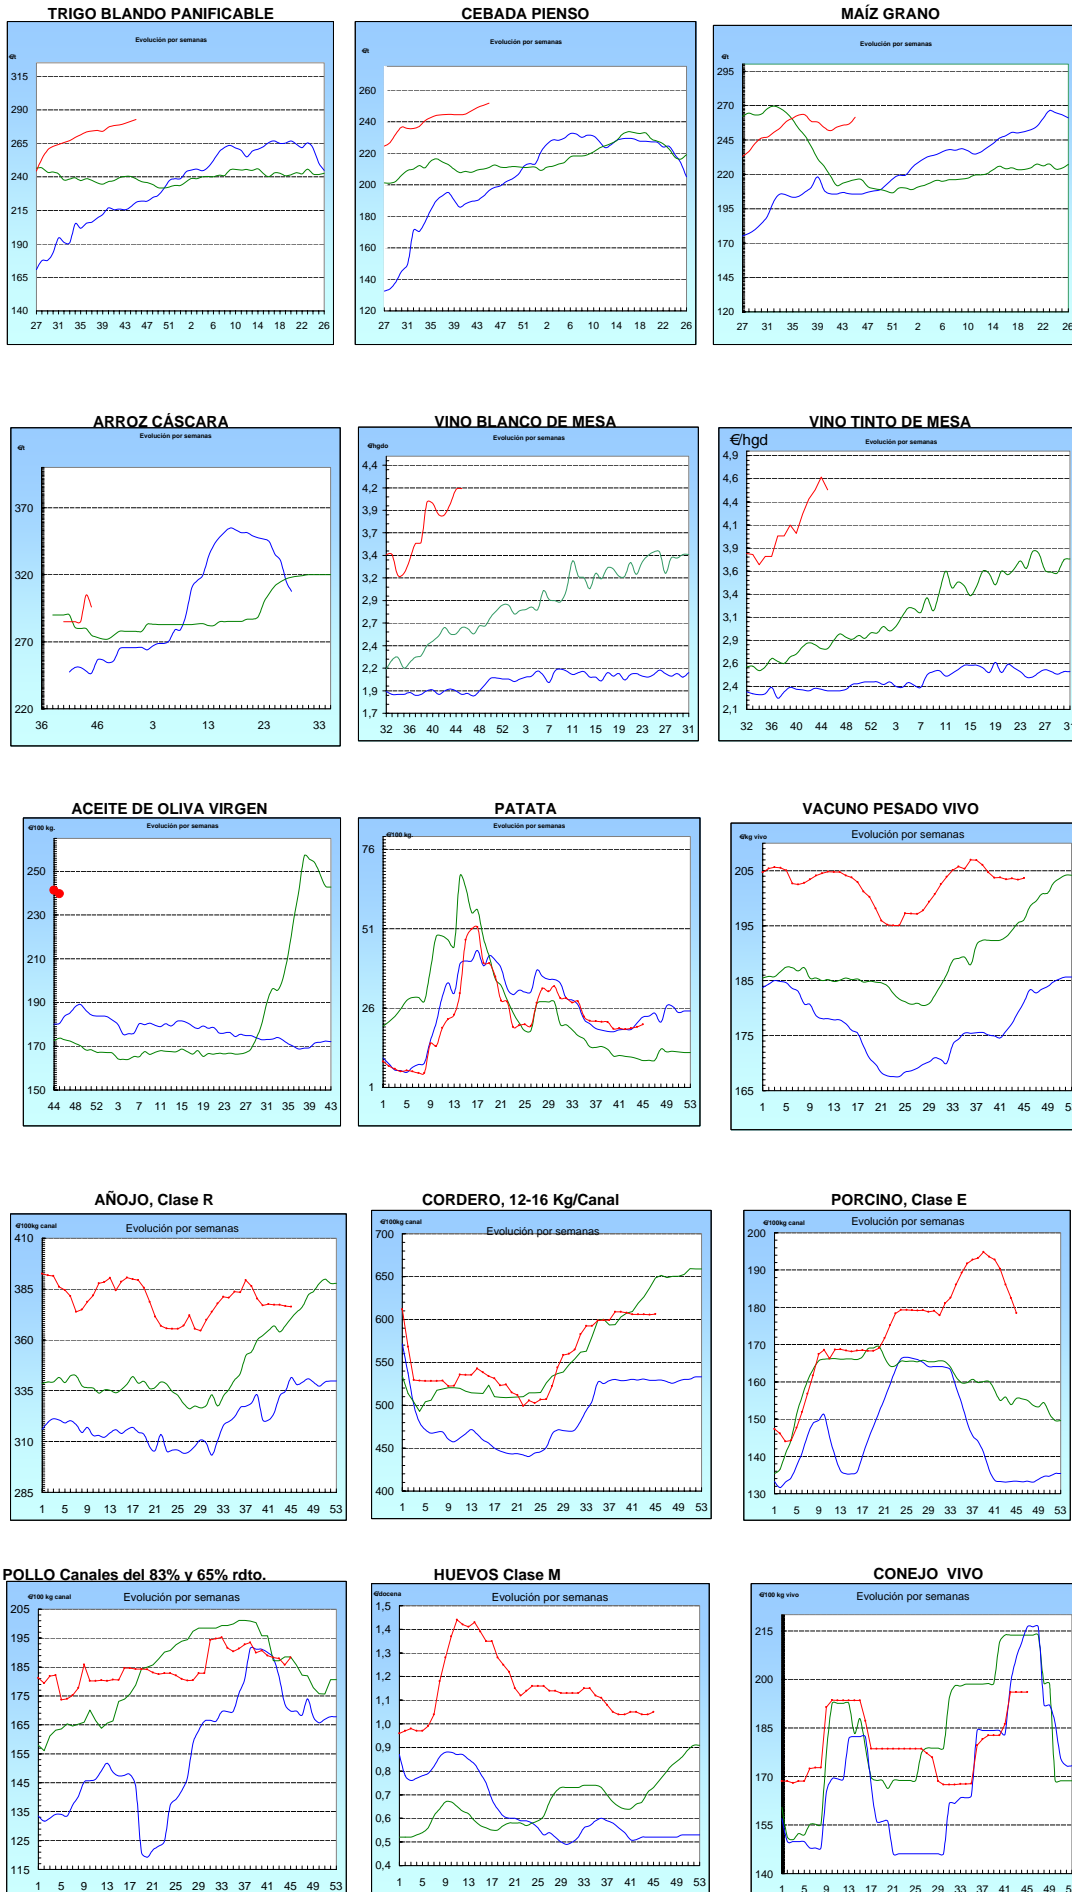 TRIGO BLANDO PANIFICABLE
Evolución por semanas
€/t
315
290
265
240
215
190
165
140
27 31 35 39 43 47 51 2 6 10 14 18 22 26
CEBADA PIENSO
Evolución por semanas
€/t
260
240
220
200
180
160
140
120
27 31 35 39 43 47 51 2 6 10 14 18 22 26
MAÍZ GRANO
Evolución por semanas
€/t
295
270
245
220
195
170
145
120
27 31 35 39 43 47 51 2 6 10 14 18 22 26
ARROZ CÁSCARA
Evolución por semanas
€/t
370
320
270
220
36 46 3 13 23 33
VINO BLANCO DE MESA
Evolución por semanas
€/hgdo
4,4
4,2
3,9
3,7
3,4
3,2
2,9
2,7
2,4
2,2
1,9
1,7
32 36 40 44 48 52 3 7 11 15 19 23 27 31
VINO TINTO DE MESA
€/hgd
Evolución por semanas
4,9
4,6
4,4
4,1
3,9
3,6
3,4
3,1
2,9
2,6
2,4
2,1
32 36 40 44 48 52 3 7 11 15 19 23 27 31
ACEITE DE OLIVA VIRGEN
€/100 kg.
Evolución por semanas
250
230
210
190
170
150
44 48 52 3 7 11 15 19 23 27 31 35 39 43
PATATA
Evolución por semanas
€/100 kg.
76
51
26
1
1 5 9 13 17 21 25 29 33 37 41 45 49 53
VACUNO PESADO VIVO
€/kg vivo
Evolución por semanas
205
195
185
175
165
1 5 9 13 17 21 25 29 33 37 41 45 49 53
AÑOJO, Clase R
€/100kg canal
Evolución por semanas
410
385
360
335
310
285
1 5 9 13 17 21 25 29 33 37 41 45 49 53
CORDERO, 12-16 Kg/Canal
€/100kg canal
Evolución por semanas
700
650
600
550
500
450
400
1 5 9 13 17 21 25 29 33 37 41 45 49 53
PORCINO, Clase E
€/100kg canal
Evolución por semanas
200
190
180
170
160
150
140
130
1 5 9 13 17 21 25 29 33 37 41 45 49 53
POLLO Canales del 83% y 65% rdto.
€/100 kg canal
Evolución por semanas
205
195
185
175
165
155
145
135
125
115
1 5 9 13 17 21 25 29 33 37 41 45 49 53
HUEVOS Clase M
€/docena
Evolución por semanas
1,5
1,4
1,3
1,2
1,1
1,0
0,9
0,8
0,7
0,6
0,5
0,4
1 5 9 13 17 21 25 29 33 37 41 45 49 53
CONEJO VIVO
€/100 kg vivo
Evolución por semanas
215
200
185
170
155
140
1 5 9 13 17 21 25 29 33 37 41 45 49